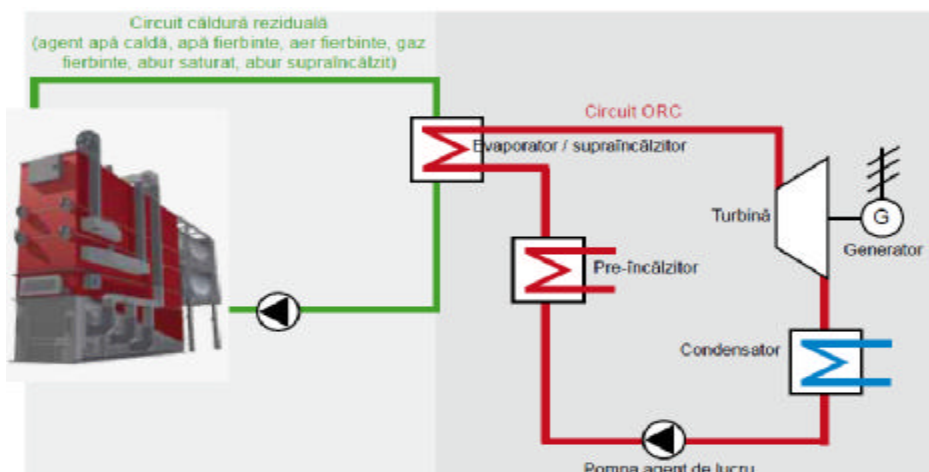 Circuit căldură reziduală
(agent apă caldă, apă fierbinte, aer fierbinte, gaz
fierbinte, abur saturat, abur supraîncălzit)
Circuit ORC
Evaporator / supraîncălzitor
Turbină
G
Generator
Pre-încălzitor
Condensator
Pompa agent de lucru